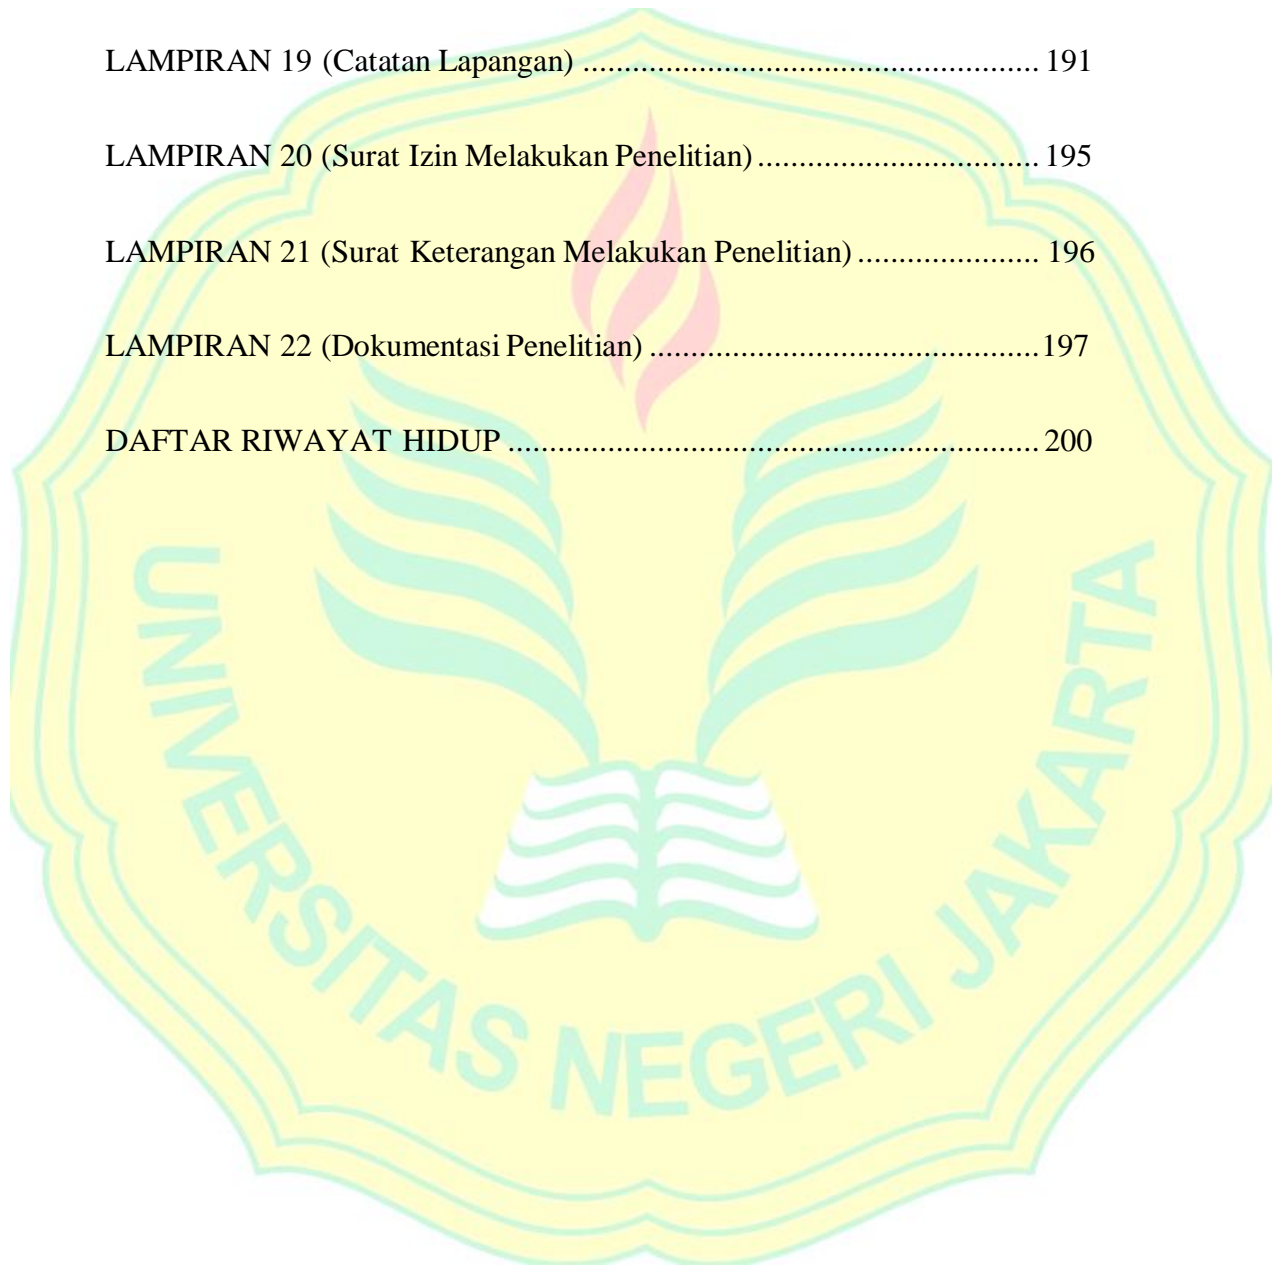 LAMPIRAN 19 (Catatan Lapangan) ....................................................... 191
LAMPIRAN 20 (Surat Izin Melakukan Penelitian) .................................. 195
LAMPIRAN 21 (Surat Keterangan Melakukan Penelitian) ...................... 196
LAMPIRAN 22 (Dokumentasi Penelitian) ...............................................197
DAFTAR RIWAYAT HIDUP ................................................................ 200
UNIVERSITAS NEGERI JAKARTA